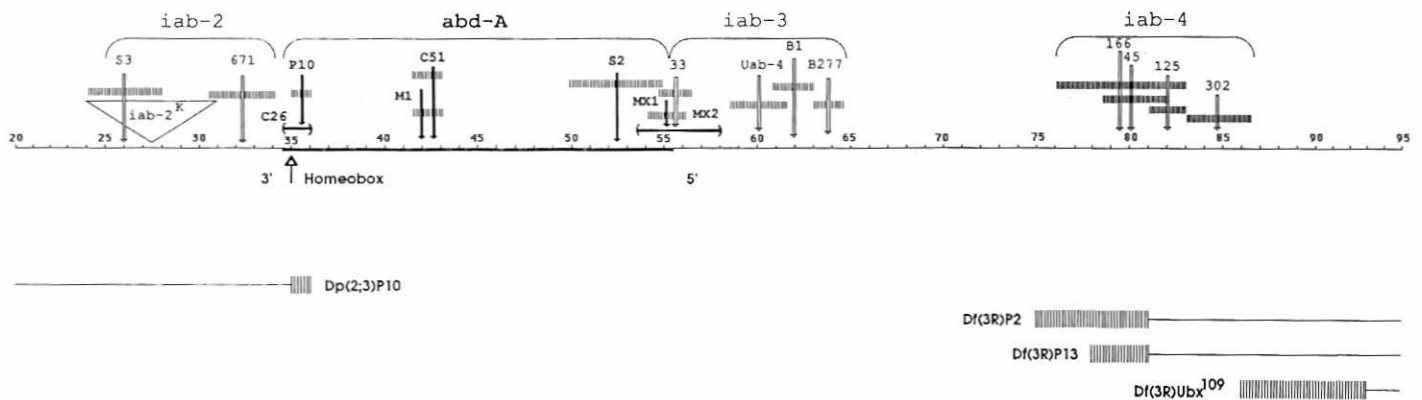 iab-2 abd-A iab-3 iab-4
S3 671 P10 C51 S2 33 Uab-4 B1 B277 166 45 125 302
M1 MX1 MX2
iab-2K C26
20 25 30 35 40 45 50 55 60 65 70 75 80 85 90 95
3' Homeobox 5'
Dp(2;3)P10
Df(3R)P2
Df(3R)P13
Df(3R)Ubx109